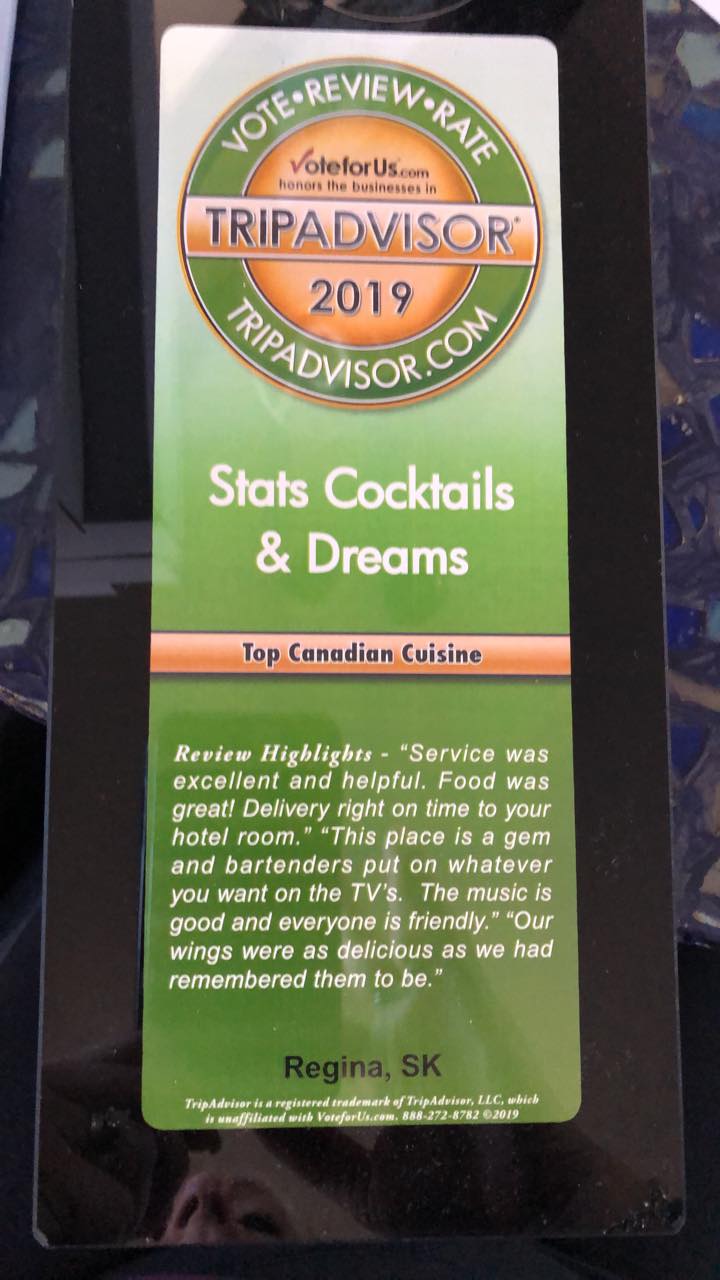 VOTE•REVIEW•RATE
VoteforUs.com
honors the businesses in
TRIPADVISOR®
2019
TRIPADVISOR.COM
Stats Cocktails
& Dreams
Top Canadian Cuisine
Review Highlights - “Service was
excellent and helpful. Food was
great! Delivery right on time to your
hotel room.” “This place is a gem
and bartenders put on whatever
you want on the TV's. The music is
good and everyone is friendly.” “Our
wings were as delicious as we had
remembered them to be.”
Regina, SK
TripAdvisor is a registered trademark of TripAdvisor, LLC, which
is unaffiliated with VoteforUs.com. 888-272-8782 ©2019